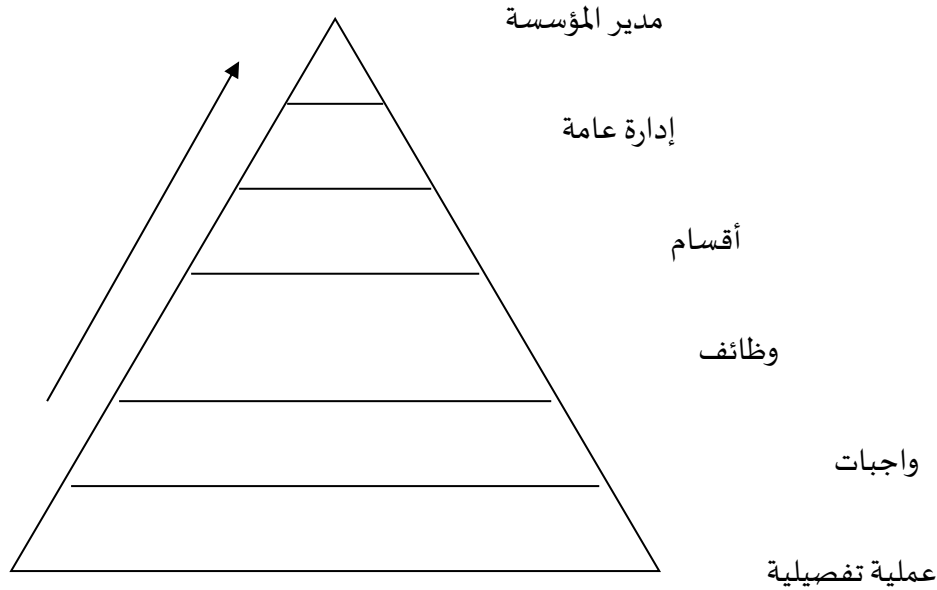 مدير المؤسسة
إدارة عامة
أقسام
وظائف
واجبات
عملية تفصيلية